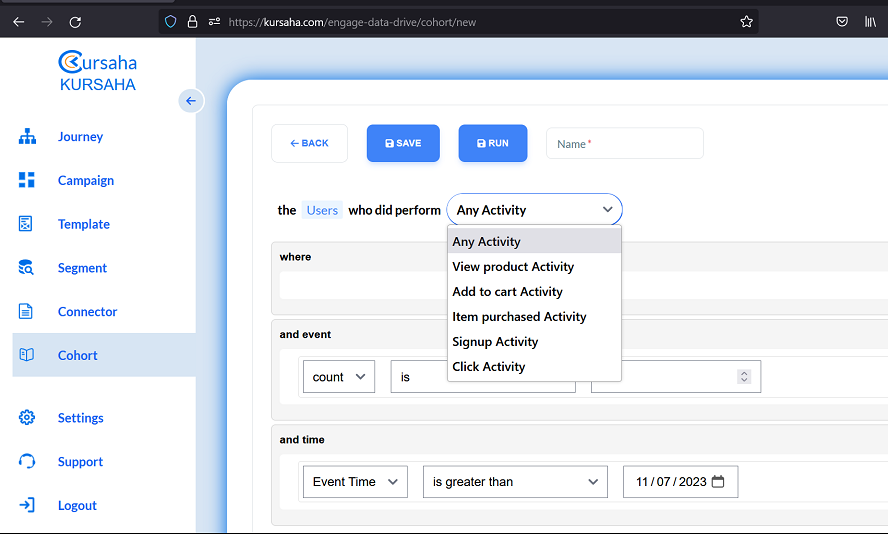 https://kursaha.com/engage-data-drive/cohort/new
Cursaha
KURSAHA
Journey
Campaign
Template
Segment
Connector
Cohort
Settings
Support
Logout
BACK
SAVE
RUN
Name*
the Users who did perform Any Activity
Any Activity
View product Activity
Add to cart Activity
Item purchased Activity
Signup Activity
Click Activity
where
and event
count
is
and time
Event Time
is greater than
11/07/2023